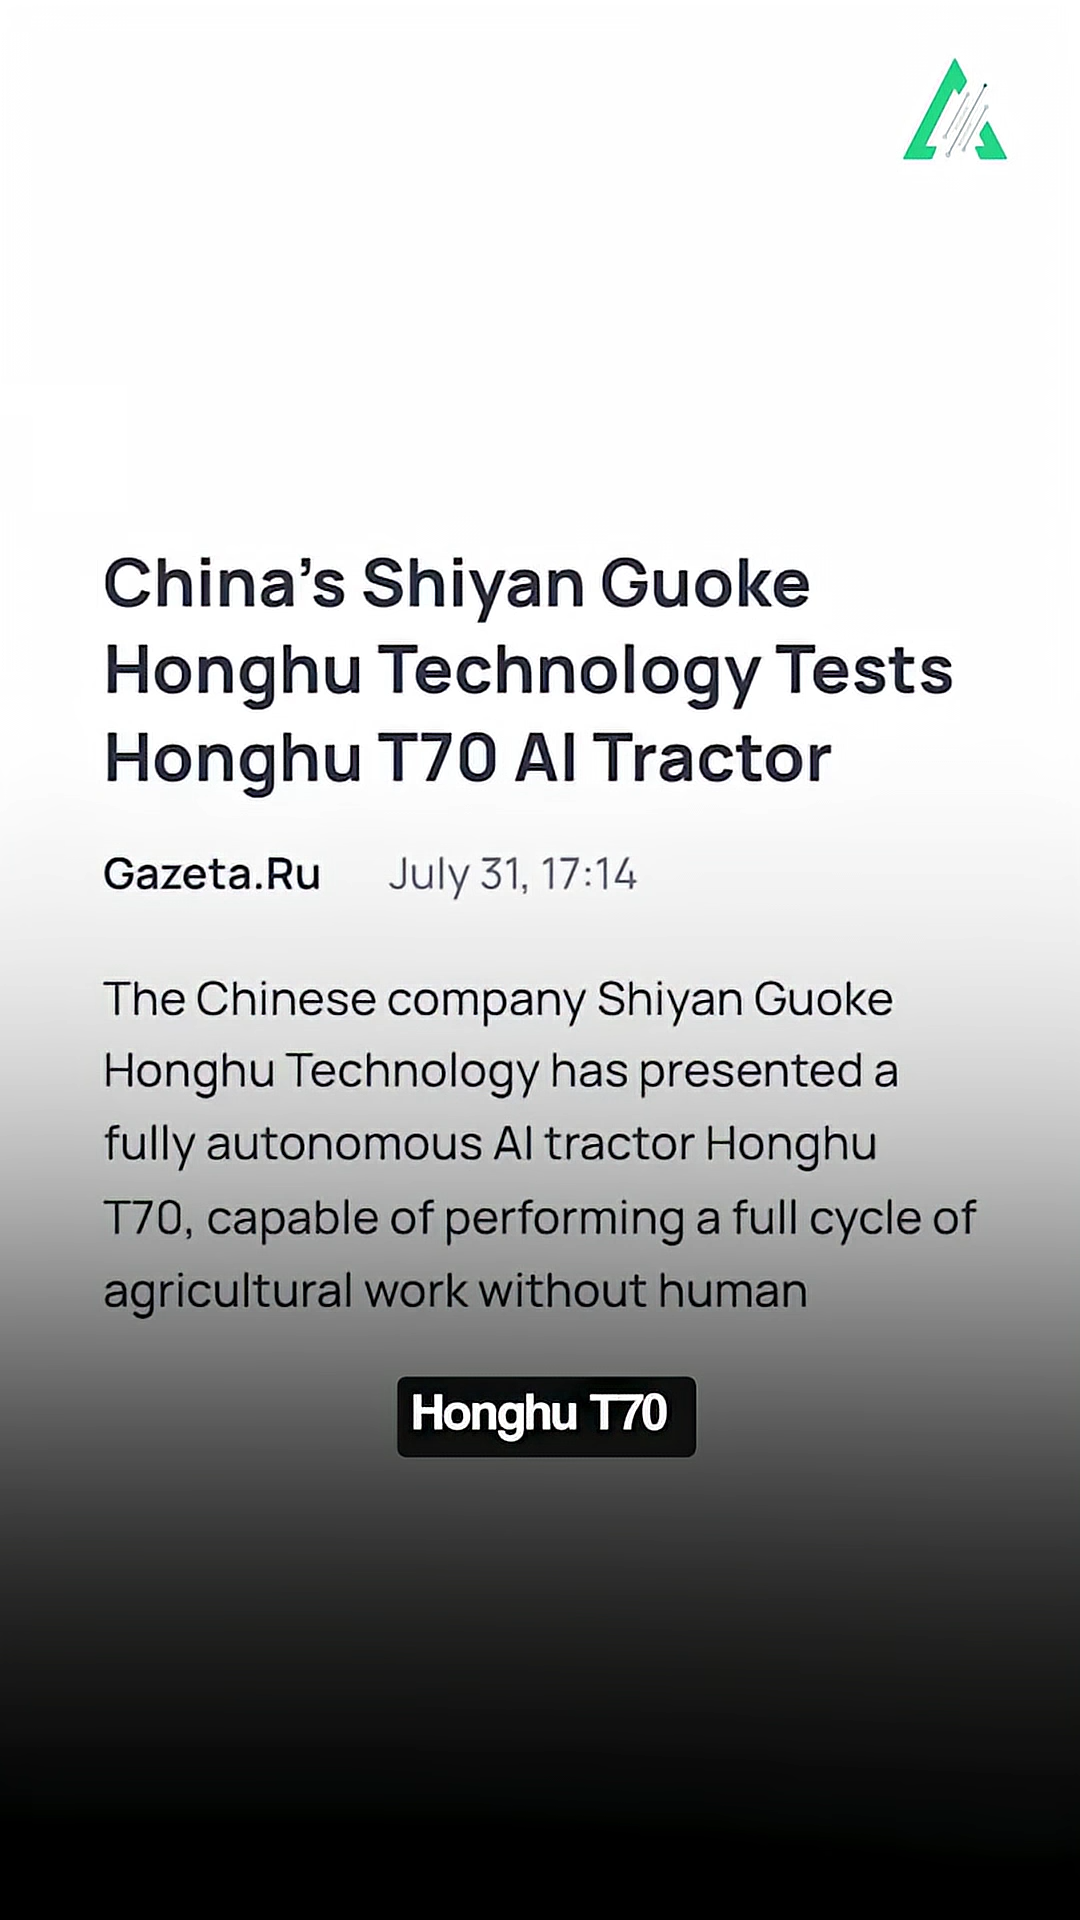 China’s Shiyan Guoke
Honghu Technology Tests
Honghu T70 AI Tractor
Gazeta.Ru July 31, 17:14
The Chinese company Shiyan Guoke
Honghu Technology has presented a
fully autonomous AI tractor Honghu
T70, capable of performing a full cycle of
agricultural work without human
Honghu T70